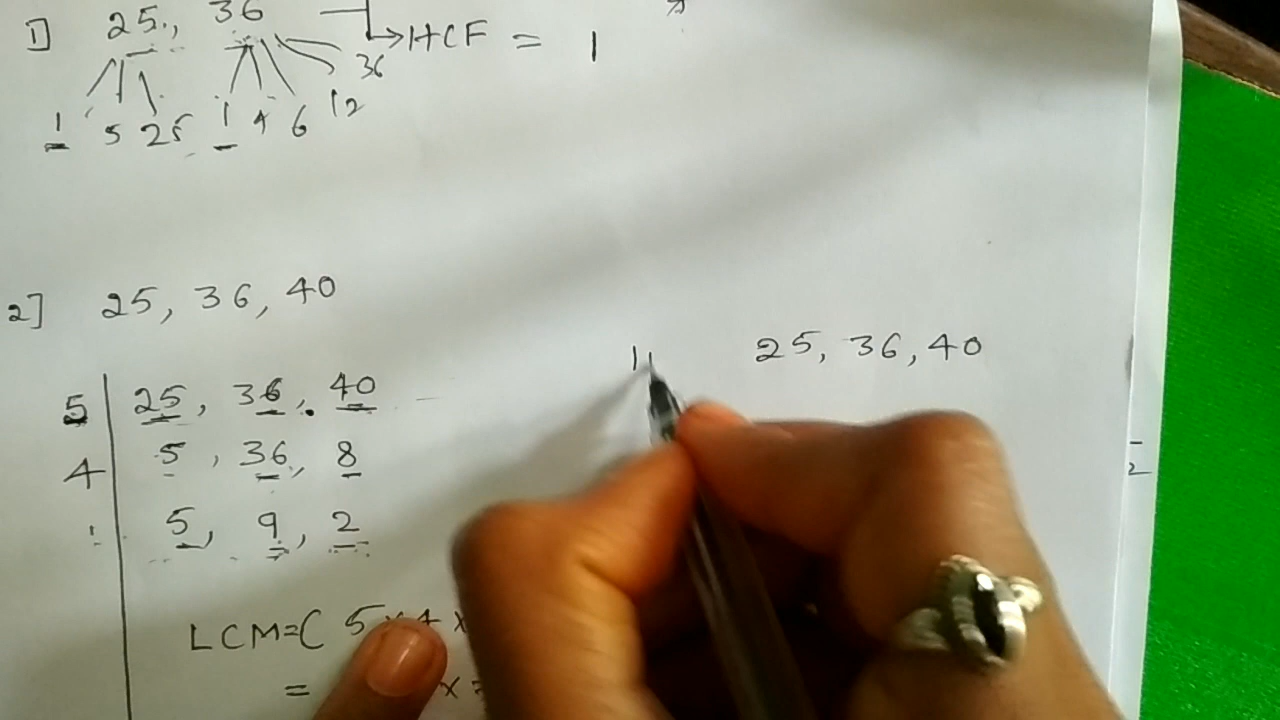 1] 25, 36
HCF = 1
1 5 25 1 4 6 12 36
2] 25, 36, 40
5 25, 36, 40
4 5, 36, 8
5, 9, 2
LCM=( 5 x 4 x
= x
25, 36, 40